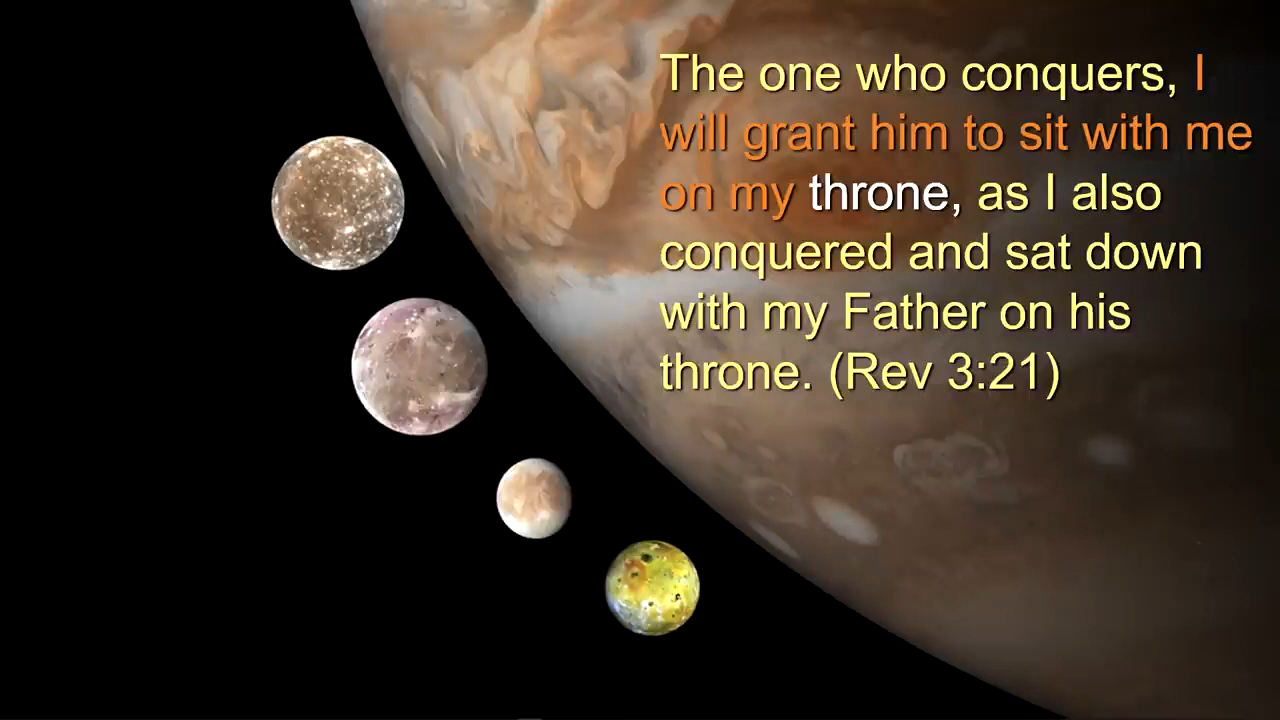 The one who conquers, I
will grant him to sit with me
on my throne, as I also
conquered and sat down
with my Father on his
throne. (Rev 3:21)